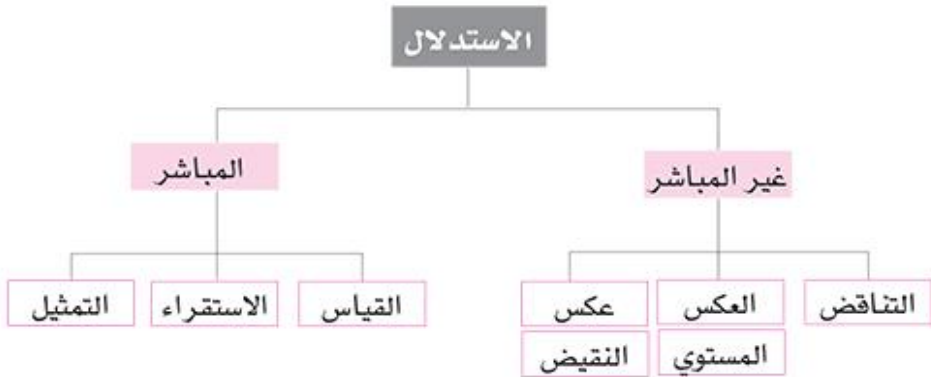 الاستدلال
غير المباشر
المباشر
التناقض
العكس
المستوي
عكس
النقيض
القياس
الاستقراء
التمثيل